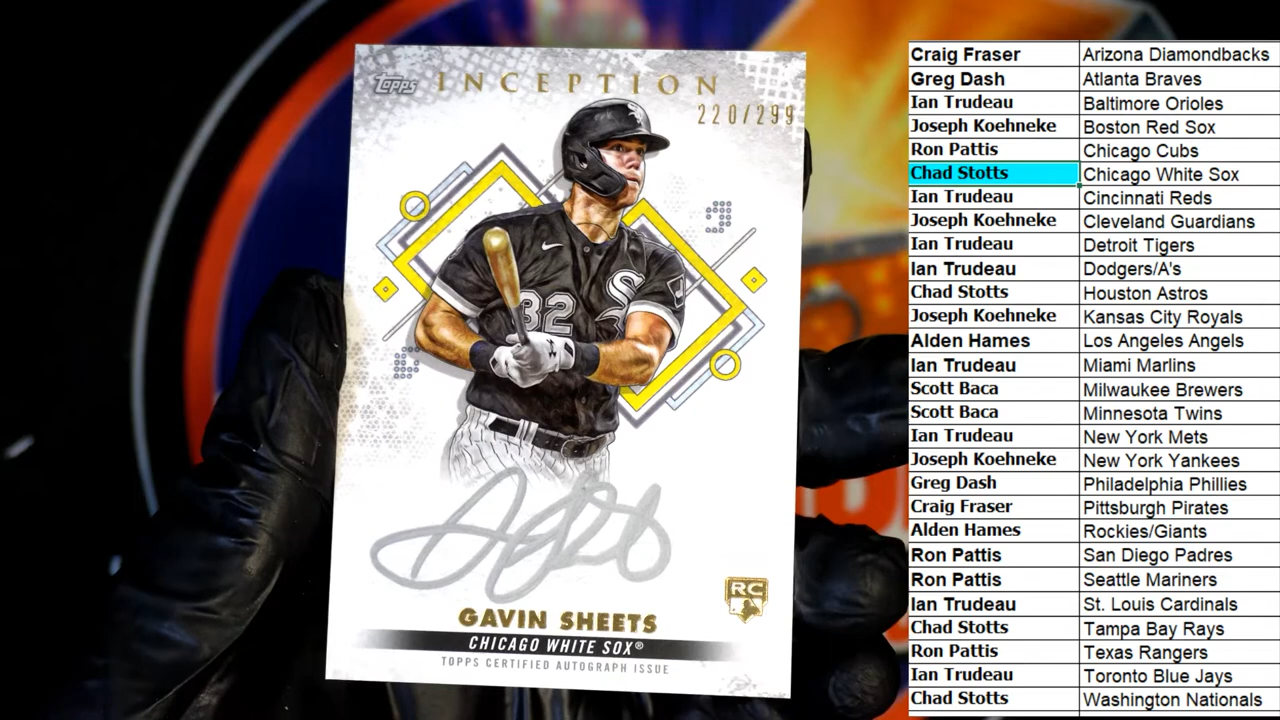 Topps INCEPTION
220/299
32
RC
GAVIN SHEETS
CHICAGO WHITE SOX®
TOPPS CERTIFIED AUTOGRAPH ISSUE
Craig Fraser Arizona Diamondbacks
Greg Dash Atlanta Braves
Ian Trudeau Baltimore Orioles
Joseph Koehneke Boston Red Sox
Ron Pattis Chicago Cubs
Chad Stotts Chicago White Sox
Ian Trudeau Cincinnati Reds
Joseph Koehneke Cleveland Guardians
Ian Trudeau Detroit Tigers
Ian Trudeau Dodgers/A's
Chad Stotts Houston Astros
Joseph Koehneke Kansas City Royals
Alden Hames Los Angeles Angels
Ian Trudeau Miami Marlins
Scott Baca Milwaukee Brewers
Scott Baca Minnesota Twins
Ian Trudeau New York Mets
Joseph Koehneke New York Yankees
Greg Dash Philadelphia Phillies
Craig Fraser Pittsburgh Pirates
Alden Hames Rockies/Giants
Ron Pattis San Diego Padres
Ron Pattis Seattle Mariners
Ian Trudeau St. Louis Cardinals
Chad Stotts Tampa Bay Rays
Ron Pattis Texas Rangers
Ian Trudeau Toronto Blue Jays
Chad Stotts Washington Nationals